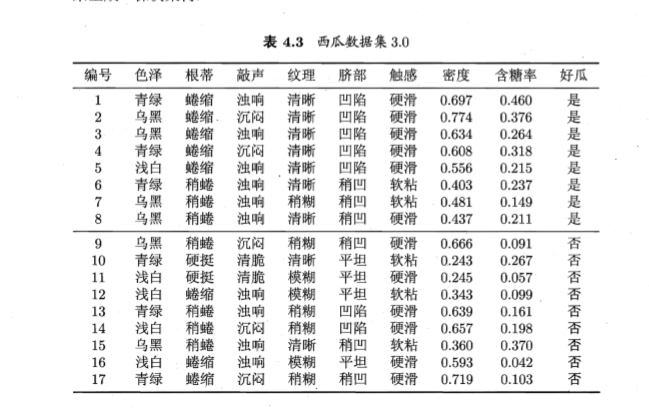 表 4.3 西瓜数据集 3.0
编号 色泽 根蒂 敲声 纹理 脐部 触感 密度 含糖率 好瓜
1 青绿 蜷缩 浊响 清晰 凹陷 硬滑 0.697 0.460 是
2 乌黑 蜷缩 沉闷 清晰 凹陷 硬滑 0.774 0.376 是
3 乌黑 蜷缩 浊响 清晰 凹陷 硬滑 0.634 0.264 是
4 青绿 蜷缩 沉闷 清晰 凹陷 硬滑 0.608 0.318 是
5 浅白 蜷缩 浊响 清晰 凹陷 硬滑 0.556 0.215 是
6 青绿 稍蜷 浊响 清晰 稍凹 软粘 0.403 0.237 是
7 乌黑 稍蜷 浊响 稍糊 稍凹 软粘 0.481 0.149 是
8 乌黑 稍蜷 浊响 清晰 稍凹 硬滑 0.437 0.211 是
9 乌黑 稍蜷 沉闷 稍糊 稍凹 硬滑 0.666 0.091 否
10 青绿 硬挺 清脆 清晰 平坦 软粘 0.243 0.267 否
11 浅白 硬挺 清脆 模糊 平坦 硬滑 0.245 0.057 否
12 浅白 蜷缩 浊响 模糊 平坦 软粘 0.343 0.099 否
13 青绿 稍蜷 浊响 稍糊 凹陷 硬滑 0.639 0.161 否
14 浅白 稍蜷 沉闷 稍糊 凹陷 硬滑 0.657 0.198 否
15 乌黑 稍蜷 浊响 清晰 稍凹 软粘 0.360 0.370 否
16 浅白 蜷缩 浊响 模糊 平坦 硬滑 0.593 0.042 否
17 青绿 蜷缩 沉闷 稍糊 稍凹 硬滑 0.719 0.103 否